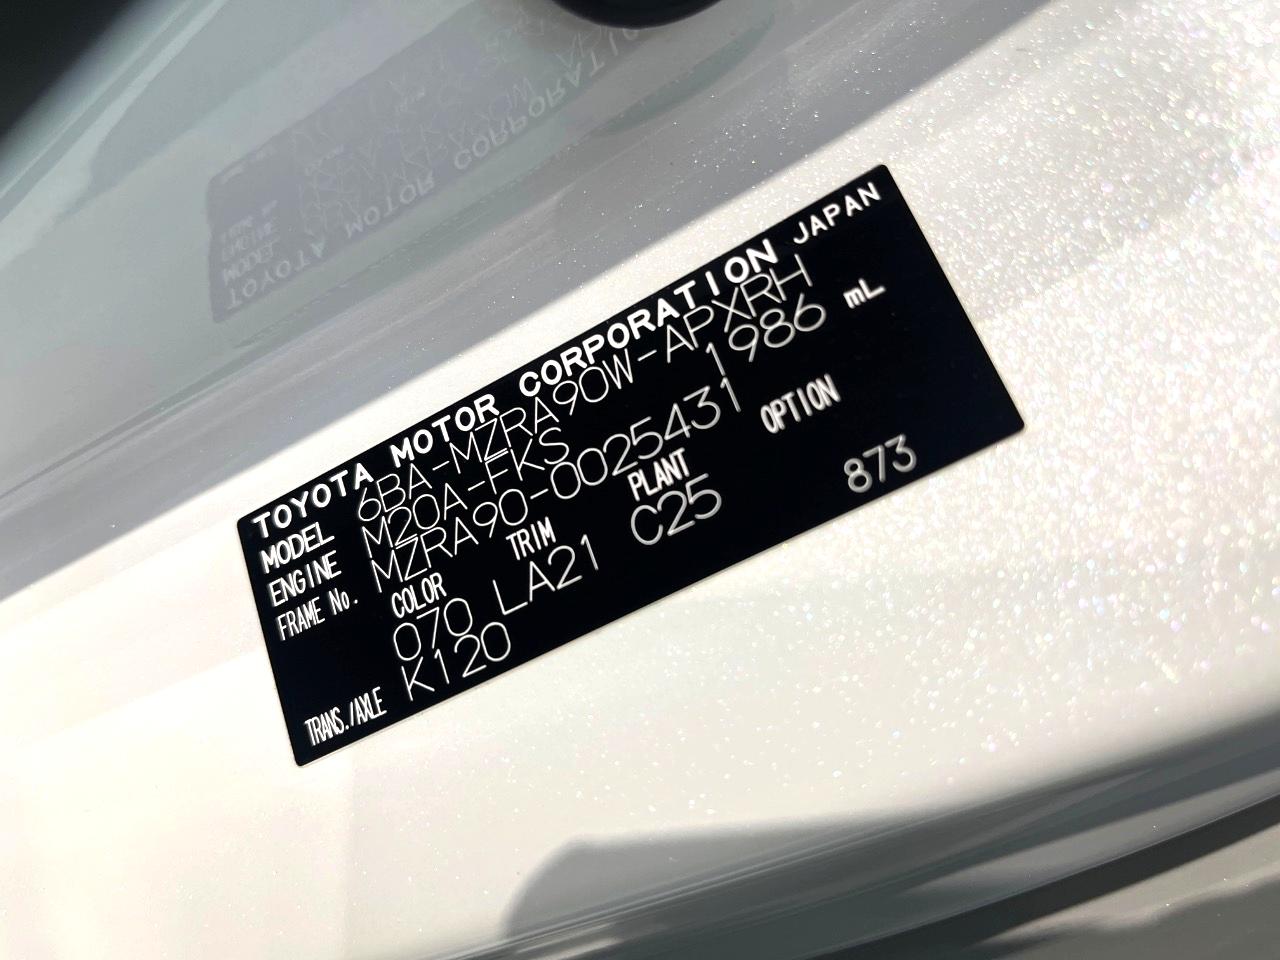 TOYOTA MOTOR CORPORATION JAPAN
MODEL 6BA-MZRA90W-APXRH
ENGINE M20A-FKS 1986 mL
FRAME No. MZRA90-0025431
COLOR TRIM PLANT OPTION
070 LA21 C25 873
TRANS./AXLE K120